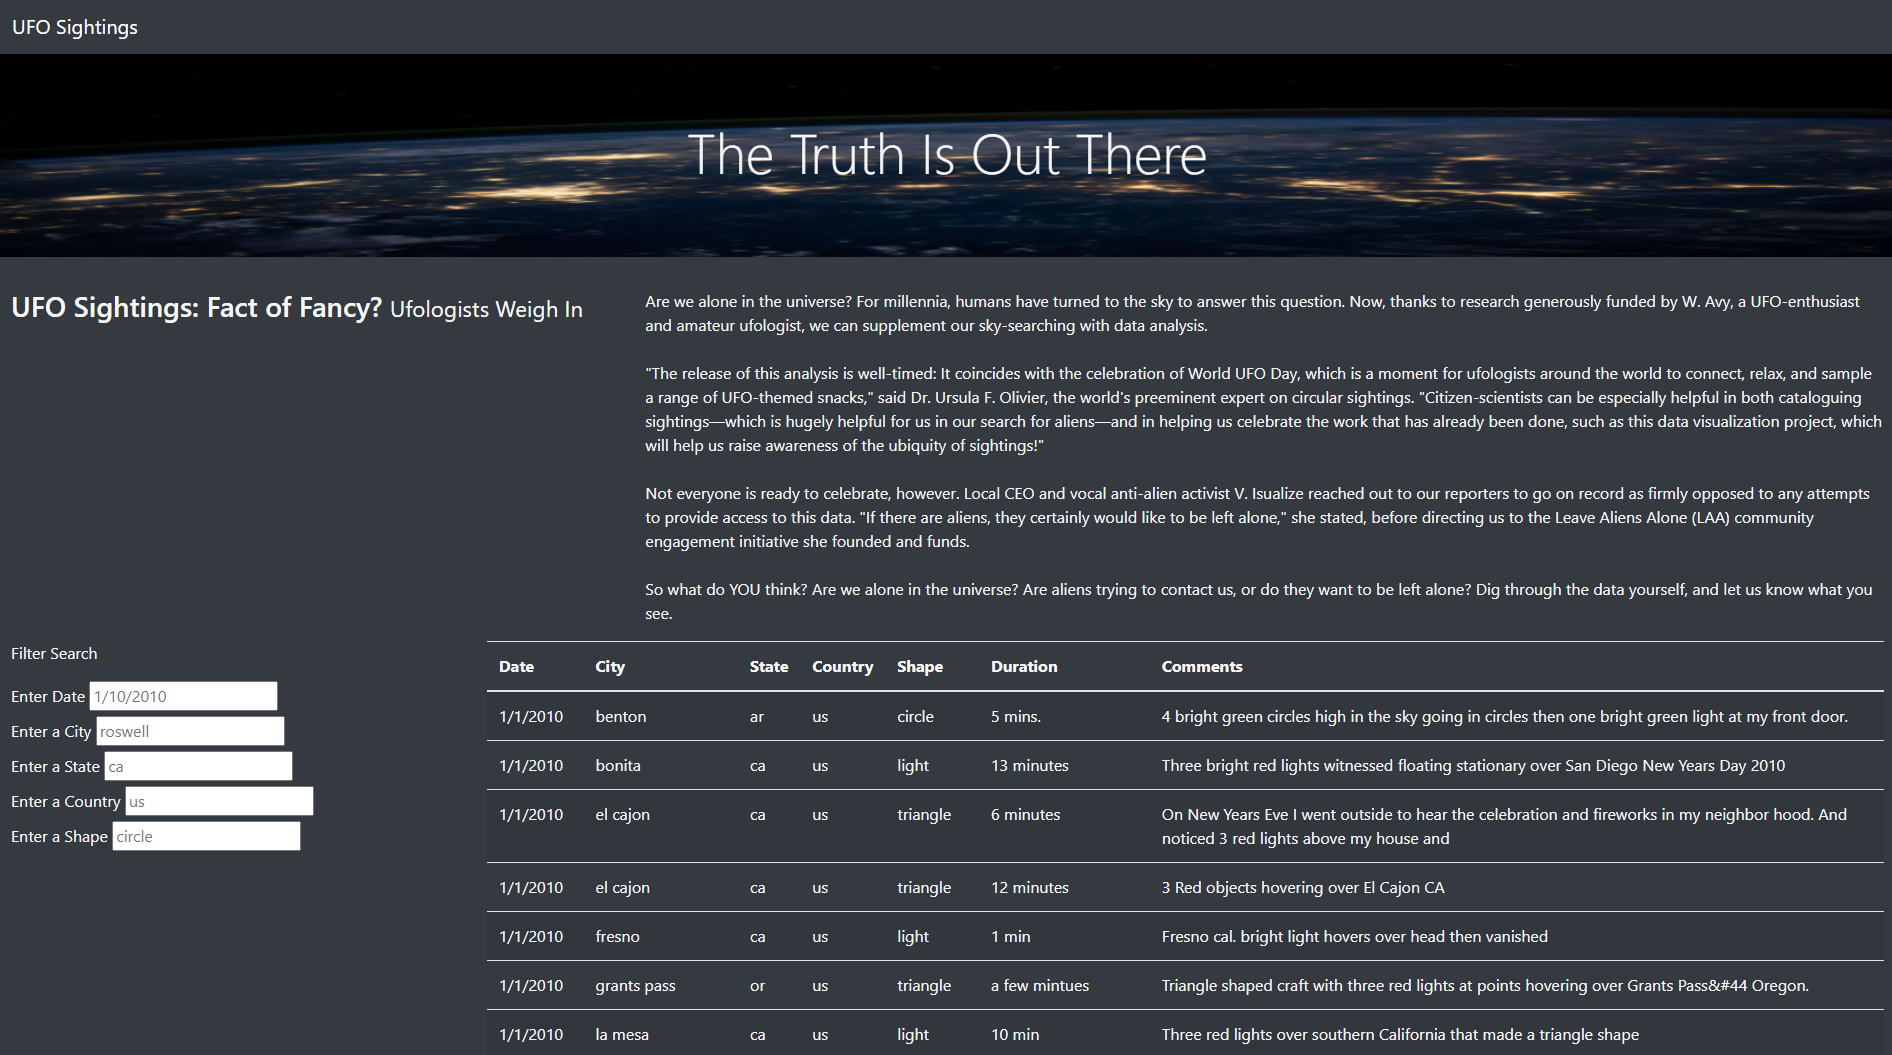 UFO Sightings
The Truth Is Out There
UFO Sightings: Fact of Fancy? Ufologists Weigh In
Are we alone in the universe? For millennia, humans have turned to the sky to answer this question. Now, thanks to research generously funded by W. Avy, a UFO-enthusiast
and amateur ufologist, we can supplement our sky-searching with data analysis.
"The release of this analysis is well-timed: It coincides with the celebration of World UFO Day, which is a moment for ufologists around the world to connect, relax, and sample
a range of UFO-themed snacks," said Dr. Ursula F. Olivier, the world's preeminent expert on circular sightings. "Citizen-scientists can be especially helpful in both cataloguing
sightings—which is hugely helpful for us in our search for aliens—and in helping us celebrate the work that has already been done, such as this data visualization project, which
will help us raise awareness of the ubiquity of sightings!"
Not everyone is ready to celebrate, however. Local CEO and vocal anti-alien activist V. Isualize reached out to our reporters to go on record as firmly opposed to any attempts
to provide access to this data. "If there are aliens, they certainly would like to be left alone," she stated, before directing us to the Leave Aliens Alone (LAA) community
engagement initiative she founded and funds.
So what do YOU think? Are we alone in the universe? Are aliens trying to contact us, or do they want to be left alone? Dig through the data yourself, and let us know what you
see.
Filter Search
Enter Date 1/10/2010
Enter a City roswell
Enter a State ca
Enter a Country us
Enter a Shape circle
Date City State Country Shape Duration Comments
1/1/2010 benton ar us circle 5 mins. 4 bright green circles high in the sky going in circles then one bright green light at my front door.
1/1/2010 bonita ca us light 13 minutes Three bright red lights witnessed floating stationary over San Diego New Years Day 2010
1/1/2010 el cajon ca us triangle 6 minutes On New Years Eve I went outside to hear the celebration and fireworks in my neighbor hood. And
noticed 3 red lights above my house and
1/1/2010 el cajon ca us triangle 12 minutes 3 Red objects hovering over El Cajon CA
1/1/2010 fresno ca us light 1 min Fresno cal. bright light hovers over head then vanished
1/1/2010 grants pass or us triangle a few mintues Triangle shaped craft with three red lights at points hovering over Grants Pass&#44 Oregon.
1/1/2010 la mesa ca us light 10 min Three red lights over southern California that made a triangle shape